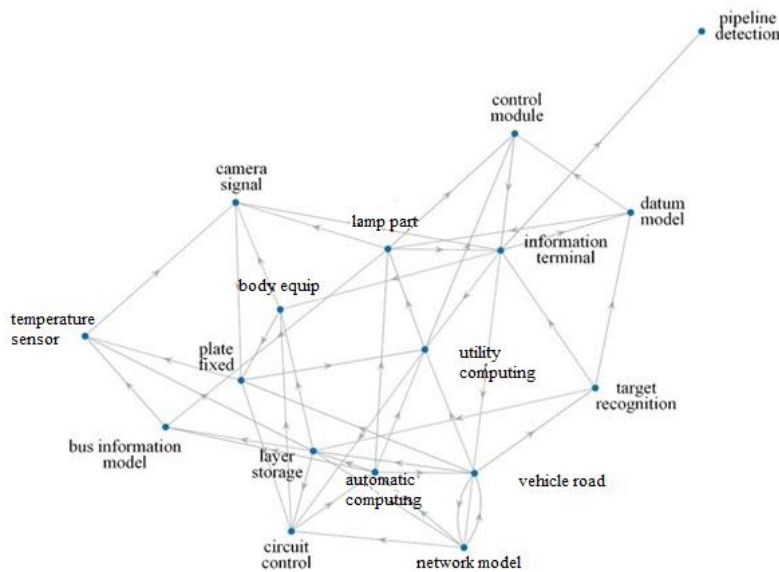 pipeline
detection
control
module
camera
signal
datum
model
lamp part
information
terminal
body equip
temperature
sensor
plate
fixed
utility
computing
target
recognition
bus information
model
layer
storage
automatic
computing
vehicle road
circuit
control
network model